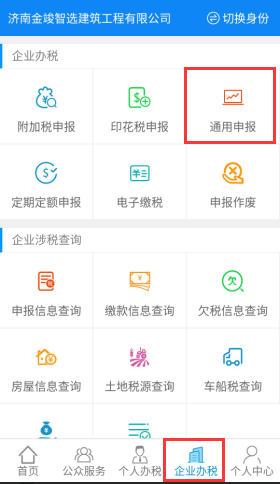 济南金竣智选建筑工程有限公司 切换身份
企业办税
附加税申报 印花税申报 通用申报
定期定额申报 电子缴税 申报作废
企业涉税查询
申报信息查询 缴款信息查询 欠税信息查询
房屋信息查询 土地税源查询 车船税查询
首页 公众服务 个人办税 企业办税 个人中心